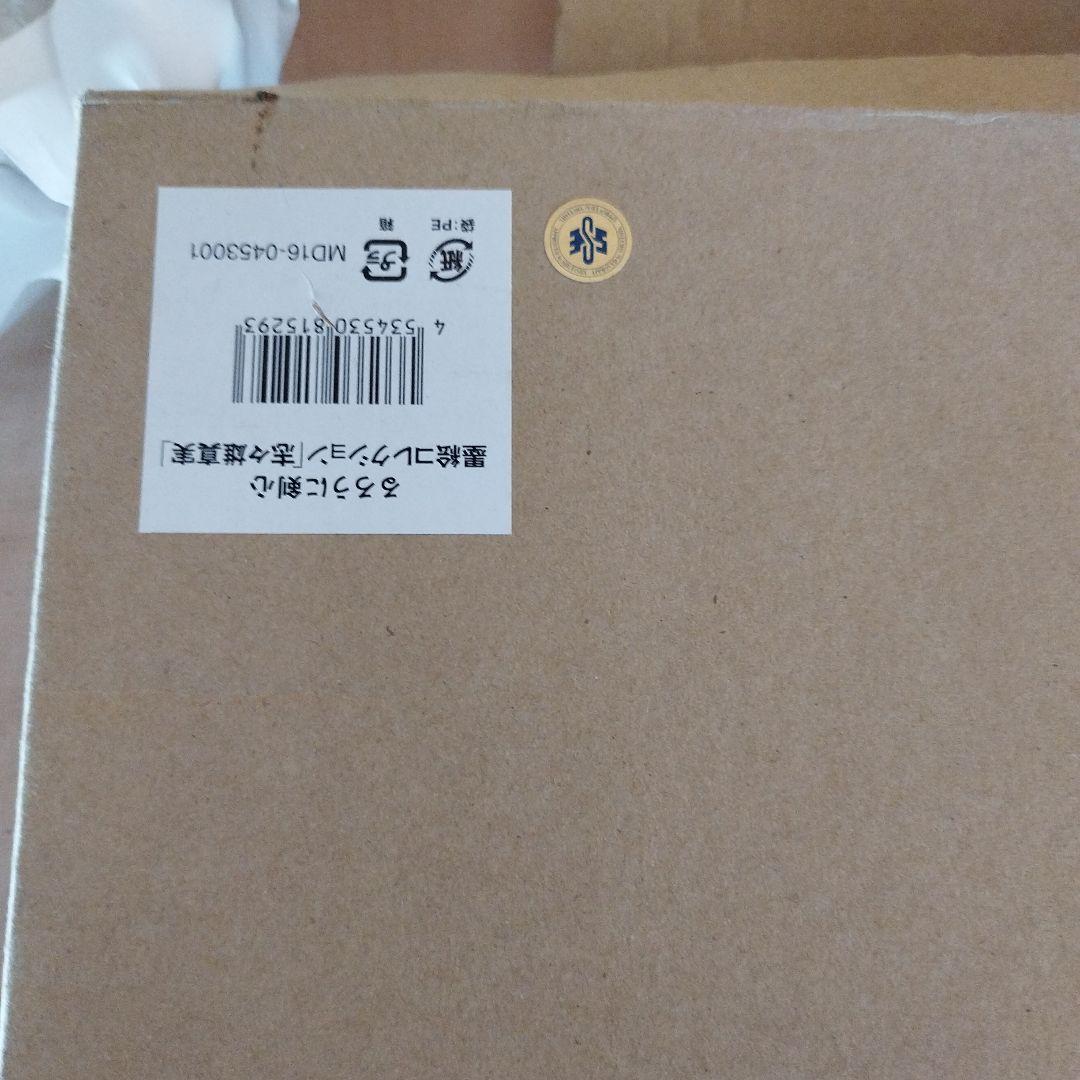 るろうに剣心
墨絵コレクション「志々雄真実」
4 534530 815293
紙 プラ MD16-0453001
袋:PE 箱